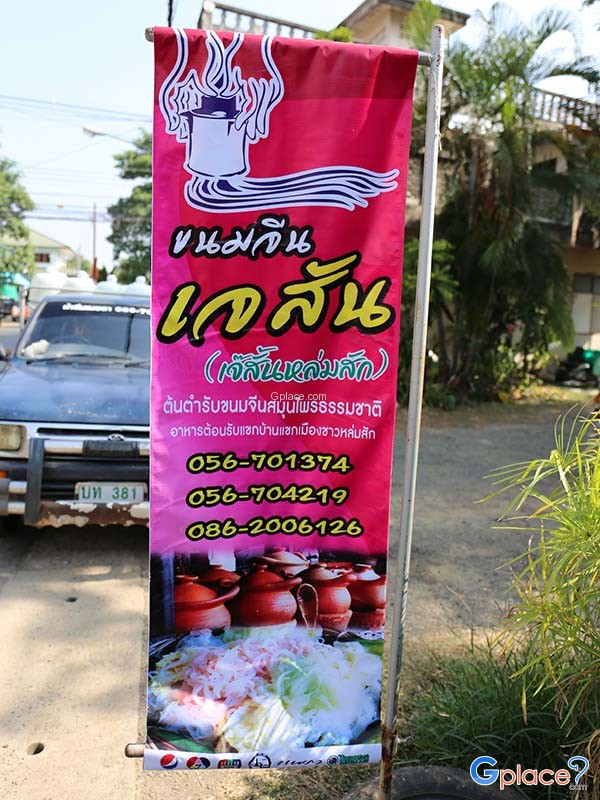 ขนมจีน
เจสัน
(เจ๊สั้นหล่มสัก)
Gplace.com
ต้นตำรับขนมจีนสมุนไพรธรรมชาติ
อาหารต้อนรับแขกบ้านแขกเมืองชาวหล่มสัก
056-701374
056-704219
086-2006126
บท 381
Gplace?
.com